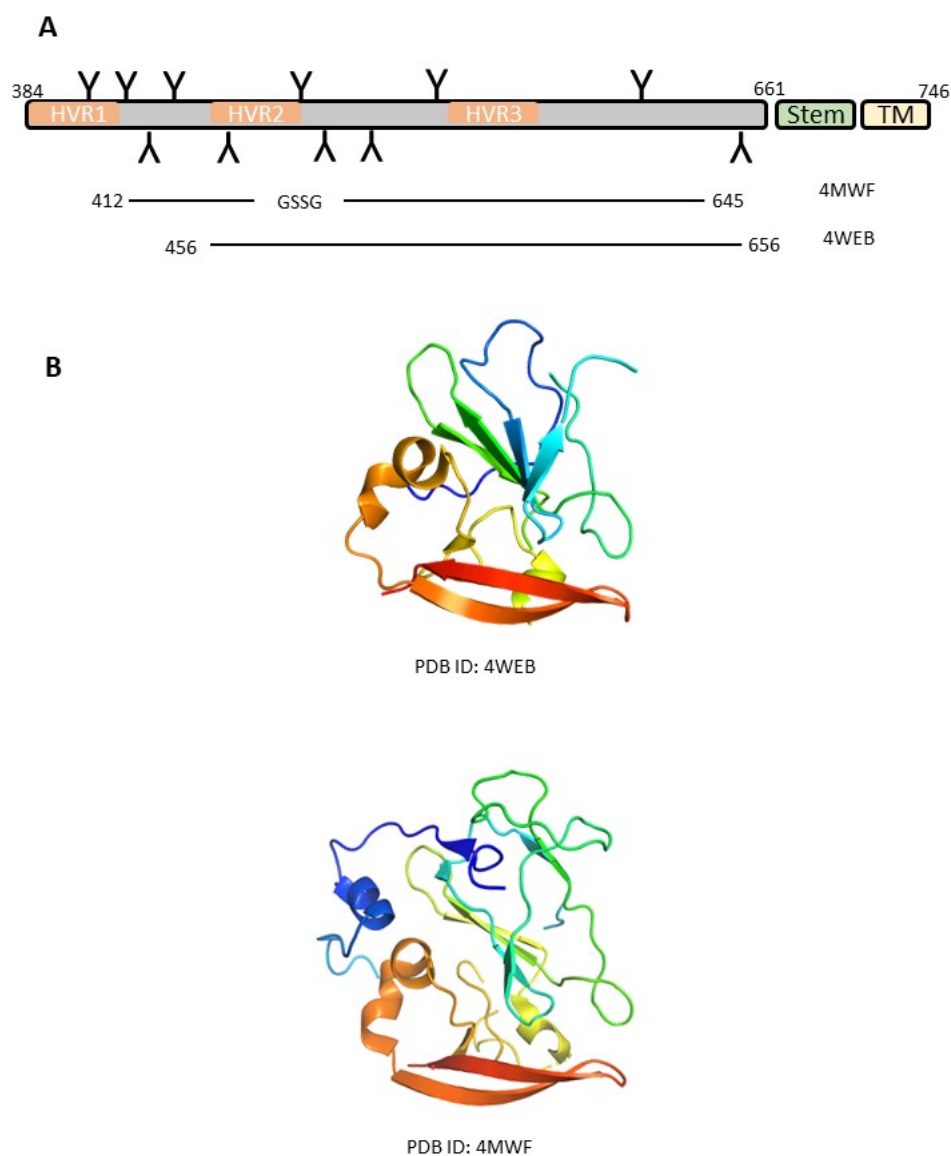 A
384 HVR1 HVR2 HVR3 661 Stem TM 746
412 GSSG 645 4MWF
456 656 4WEB
B
PDB ID: 4WEB
PDB ID: 4MWF